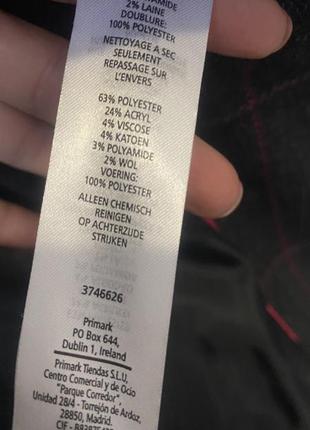 2% LAINE
DOUBLURE:
100% POLYESTER
NETTOYAGE A SEC
SEULEMENT
REPASSAGE SUR
L'ENVERS
63% POLYESTER
24% ACRYL
4% VISCOSE
4% KATOEN
3% POLYAMIDE
2% WOL
VOERING:
100% POLYESTER
ALLEEN CHEMISCH
REINIGEN
OP ACHTERZUDE
STRIJKEN
3746626
Primark
PO Box 644,
Dublin 1, Ireland
Primark Tiendas S.L.U,
Centro Comercial y de Ocio
"Parque Corredor",
Unidad 28/4 - Torrejón de Ardoz,
28850, Madrid.
CIF -